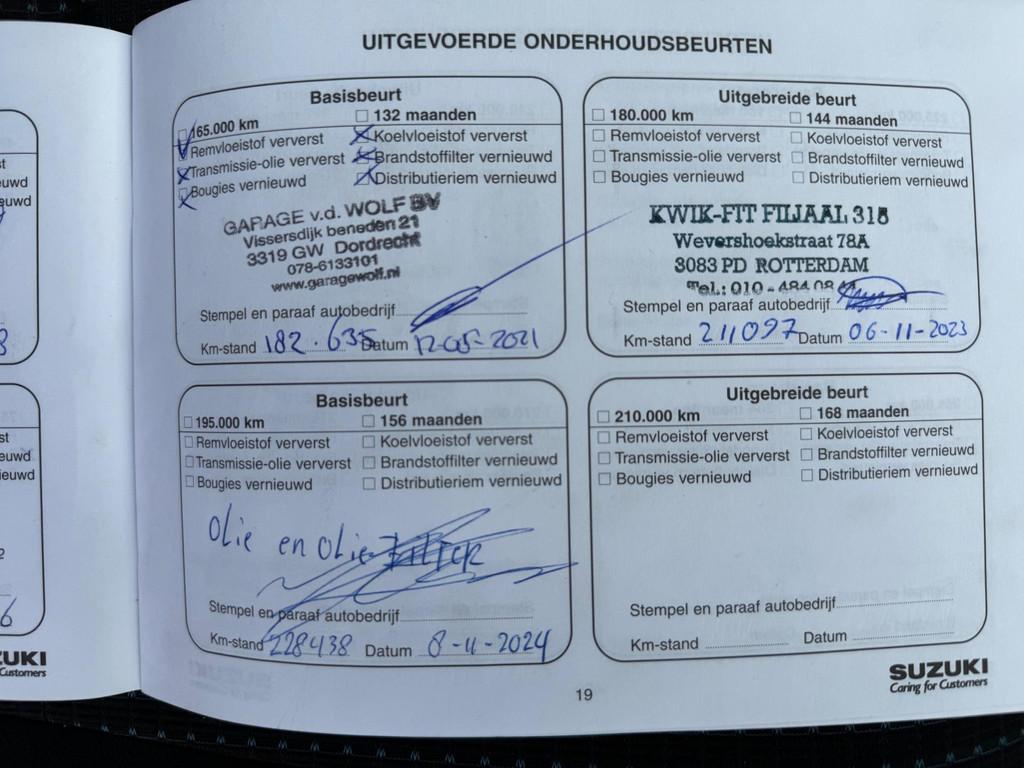 UITGEVOERDE ONDERHOUDSBEURTEN
Basisbeurt
165.000 km 132 maanden
Remvloeistof ververst Koelvloeistof ververst
Transmissie-olie ververst Brandstoffilter vernieuwd
Bougies vernieuwd Distributieriem vernieuwd
GARAGE v.d. WOLF BV
Vissersdijk beneden 21
3319 GW Dordrecht
078-6133101
www.garagewolf.nl
Stempel en paraaf autobedrijf
Km-stand 182.635 Datum 12-05-2021
Uitgebreide beurt
180.000 km 144 maanden
Remvloeistof ververst Koelvloeistof ververst
Transmissie-olie ververst Brandstoffilter vernieuwd
Bougies vernieuwd Distributieriem vernieuwd
KWIK-FIT FILIAAL 315
Wevershoekstraat 78A
3083 PD ROTTERDAM
Tel.: 010 - 484 08
Stempel en paraaf autobedrijf
Km-stand 211097 Datum 06-11-2023
Basisbeurt
195.000 km 156 maanden
Remvloeistof ververst Koelvloeistof ververst
Transmissie-olie ververst Brandstoffilter vernieuwd
Bougies vernieuwd Distributieriem vernieuwd
olie en olie FILTER
Stempel en paraaf autobedrijf
Km-stand 228438 Datum 8-11-2024
Uitgebreide beurt
210.000 km 168 maanden
Remvloeistof ververst Koelvloeistof ververst
Transmissie-olie ververst Brandstoffilter vernieuwd
Bougies vernieuwd Distributieriem vernieuwd
Stempel en paraaf autobedrijf
Km-stand Datum
19
SUZUKI
Caring for Customers